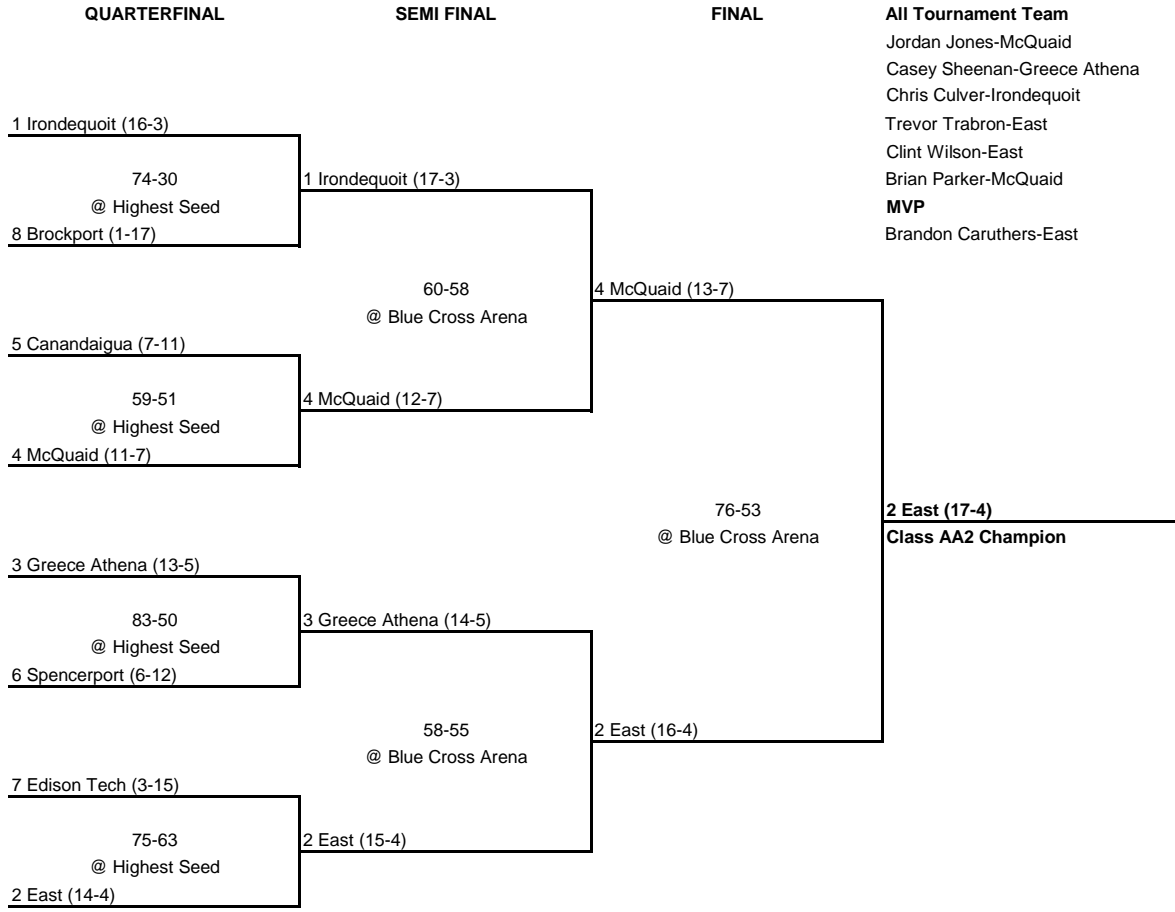 QUARTERFINAL
SEMI FINAL
FINAL
All Tournament Team
Jordan Jones-McQuaid
Casey Sheenan-Greece Athena
Chris Culver-Irondequoit
Trevor Trabron-East
Clint Wilson-East
Brian Parker-McQuaid
MVP
Brandon Caruthers-East
1 Irondequoit (16-3)
74-30
@ Highest Seed
8 Brockport (1-17)
1 Irondequoit (17-3)
60-58
@ Blue Cross Arena
4 McQuaid (13-7)
5 Canandaigua (7-11)
59-51
@ Highest Seed
4 McQuaid (11-7)
4 McQuaid (12-7)
76-53
@ Blue Cross Arena
2 East (17-4)
Class AA2 Champion
3 Greece Athena (13-5)
83-50
@ Highest Seed
6 Spencerport (6-12)
3 Greece Athena (14-5)
58-55
@ Blue Cross Arena
2 East (16-4)
7 Edison Tech (3-15)
75-63
@ Highest Seed
2 East (14-4)
2 East (15-4)